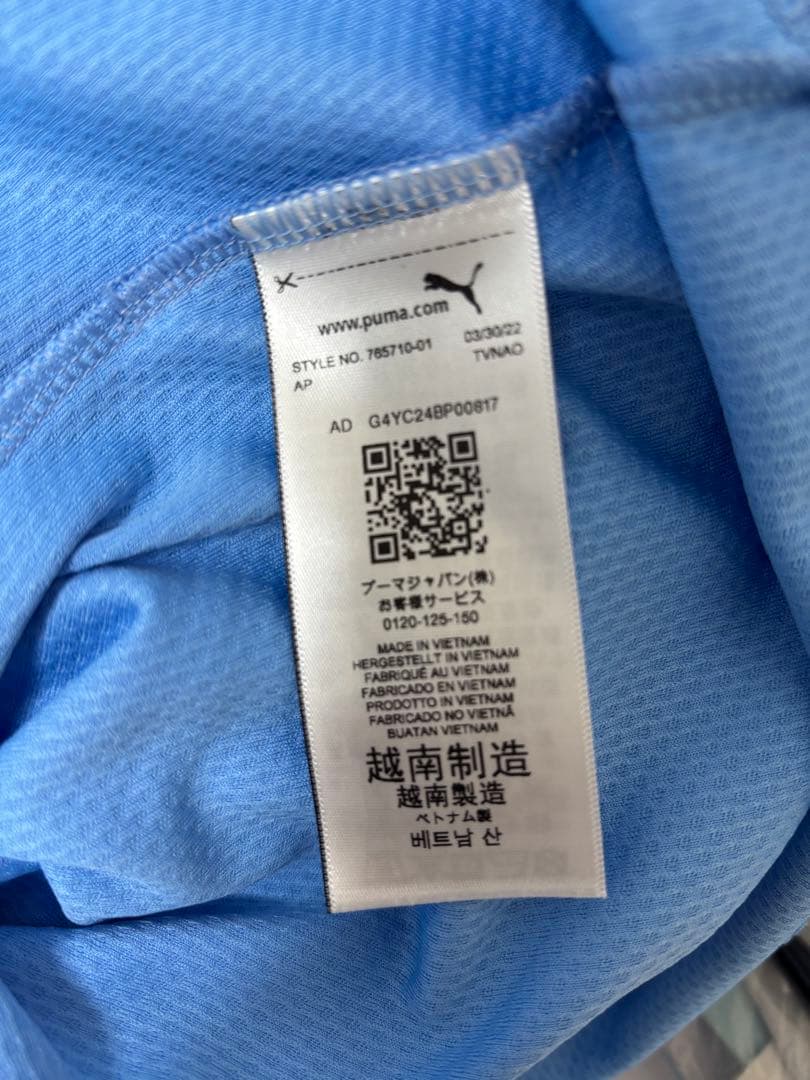 www.puma.com
STYLE NO. 765710-01 03/30/22
AP TVNAO
AD G4YC24BP00817
プーマジャパン(株)
お客様サービス
0120-125-150
MADE IN VIETNAM
HERGESTELLT IN VIETNAM
FABRIQUÉ AU VIETNAM
FABRICADO EN VIETNAM
PRODOTTO IN VIETNAM
FABRICADO NO VIETNÃ
BUATAN VIETNAM
越南制造
越南製造
ベトナム製
베트남 산